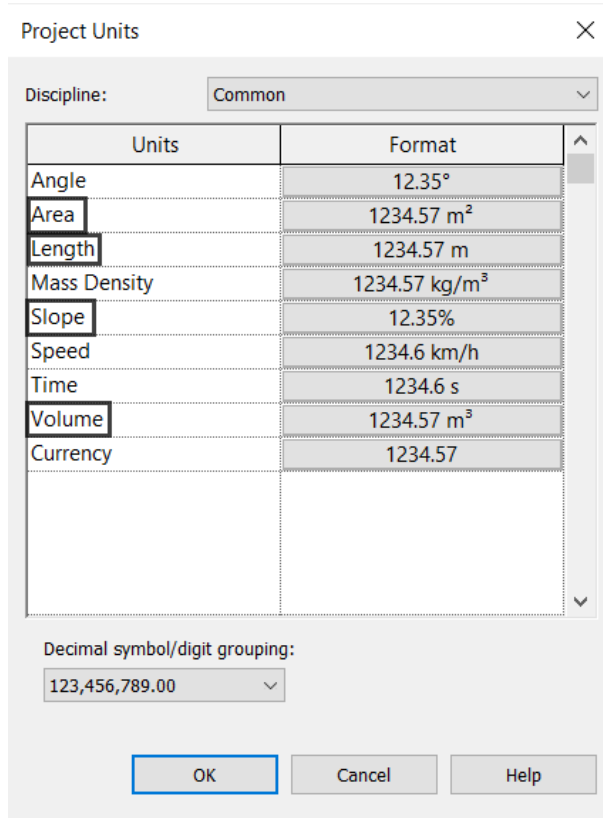 Project Units
Discipline: Common
Units Format
Angle 12.35°
Area 1234.57 m²
Length 1234.57 m
Mass Density 1234.57 kg/m³
Slope 12.35%
Speed 1234.6 km/h
Time 1234.6 s
Volume 1234.57 m³
Currency 1234.57
Decimal symbol/digit grouping:
123,456,789.00
OK Cancel Help